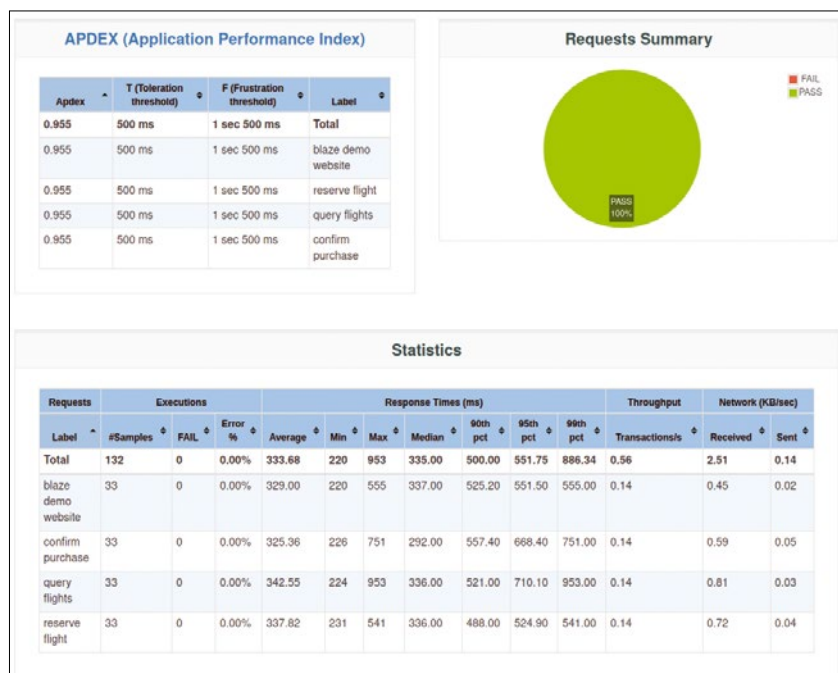 APDEX (Application Performance Index)
Apdex T (Toleration threshold) F (Frustration threshold) Label
0.955 500 ms 1 sec 500 ms Total
0.955 500 ms 1 sec 500 ms blaze demo website
0.955 500 ms 1 sec 500 ms reserve flight
0.955 500 ms 1 sec 500 ms query flights
0.955 500 ms 1 sec 500 ms confirm purchase
Requests Summary
FAIL
PASS
PASS
100%
Statistics
Requests Executions Response Times (ms) Throughput Network (KB/sec)
Label #Samples FAIL Error % Average Min Max Median 90th pct 95th pct 99th pct Transactions/s Received Sent
Total 132 0 0.00% 333.68 220 953 335.00 500.00 551.75 886.34 0.56 2.51 0.14
blaze demo website 33 0 0.00% 329.00 220 555 337.00 525.20 551.50 555.00 0.14 0.45 0.02
confirm purchase 33 0 0.00% 325.36 226 751 292.00 557.40 668.40 751.00 0.14 0.59 0.05
query flights 33 0 0.00% 342.55 224 953 336.00 521.00 710.10 953.00 0.14 0.81 0.03
reserve flight 33 0 0.00% 337.82 231 541 336.00 488.00 524.90 541.00 0.14 0.72 0.04